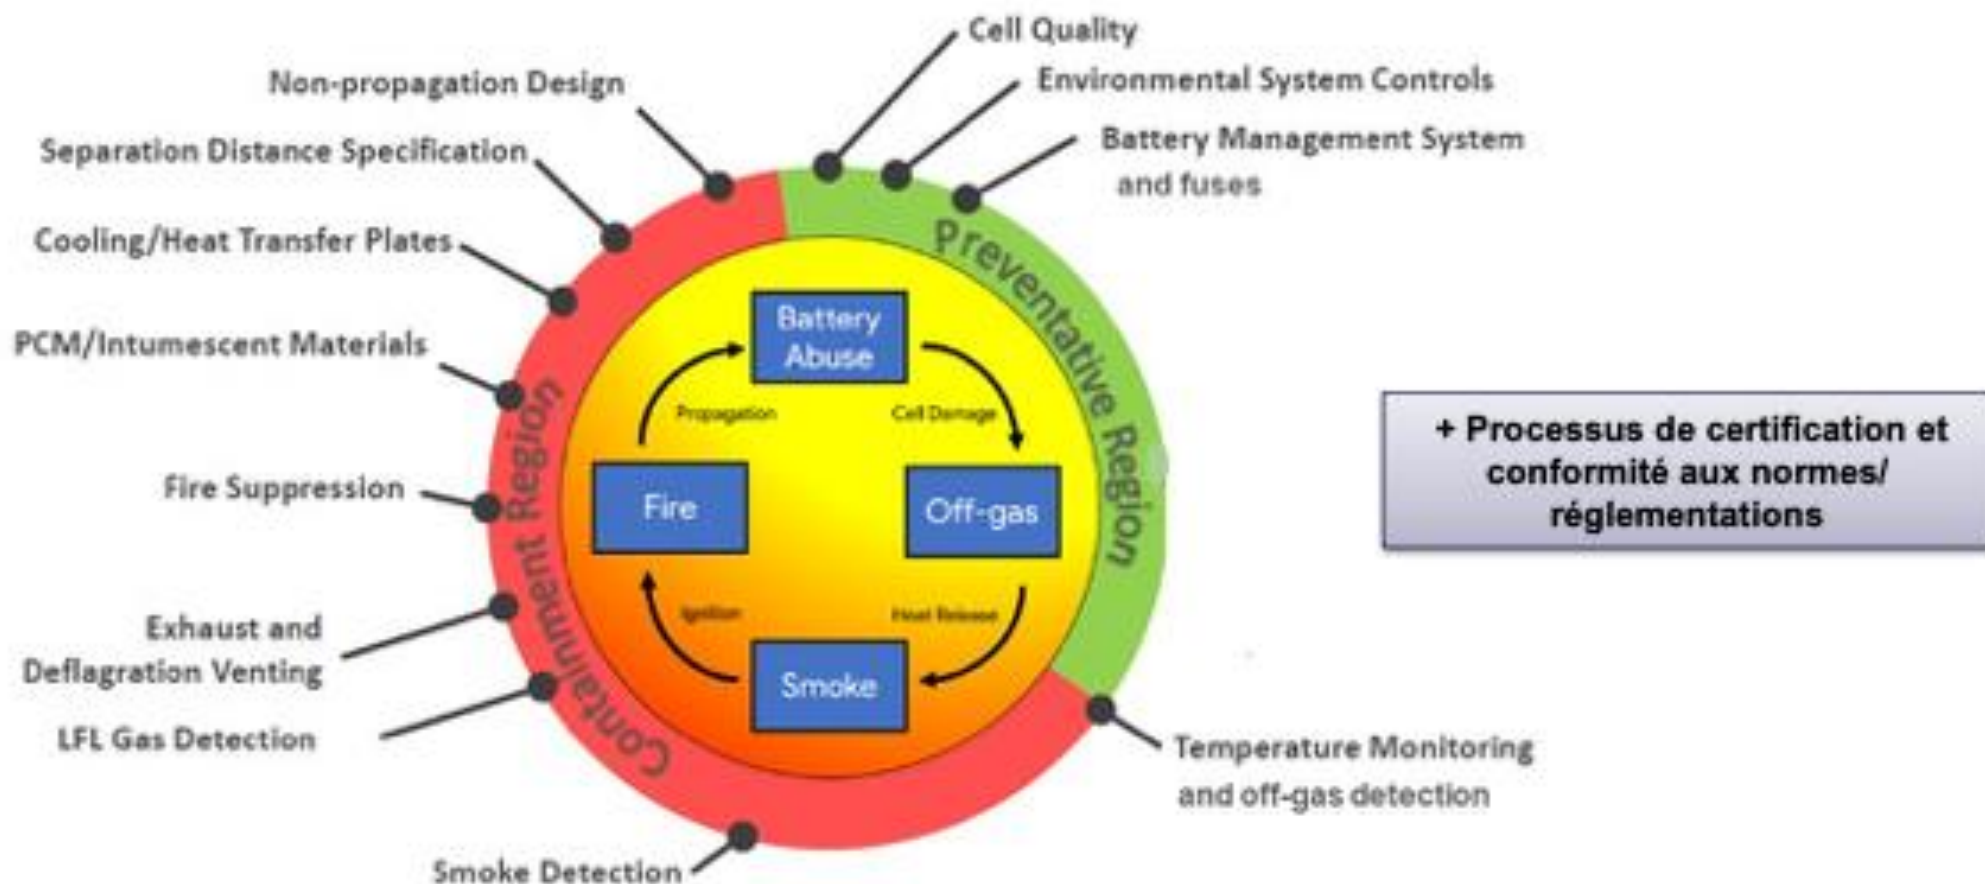 Cell Quality
Environmental System Controls
Battery Management System
and fuses
Non-propagation Design
Separation Distance Specification
Cooling/Heat Transfer Plates
PCM/Intumescent Materials
Fire Suppression
Exhaust and
Deflagration Venting
LFL Gas Detection
Smoke Detection
Temperature Monitoring
and off-gas detection
Preventative Region
Containment Region
Battery
Abuse
Cell Damage
Off-gas
Heat Release
Smoke
Ignition
Fire
Propagation
+ Processus de certification et
conformité aux normes/
réglementations